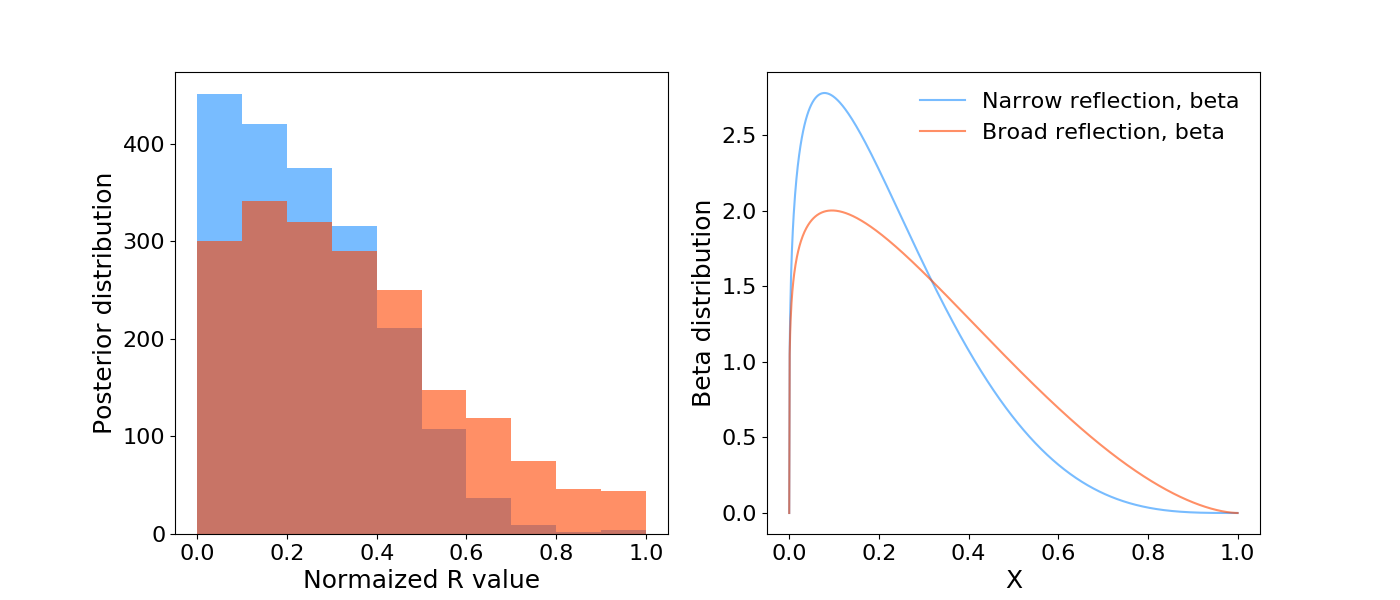 Posterior distribution
400
300
200
100
0
0.0 0.2 0.4 0.6 0.8 1.0
Normaized R value
Beta distribution
2.5
2.0
1.5
1.0
0.5
0.0
0.0 0.2 0.4 0.6 0.8 1.0
X
Narrow reflection, beta
Broad reflection, beta